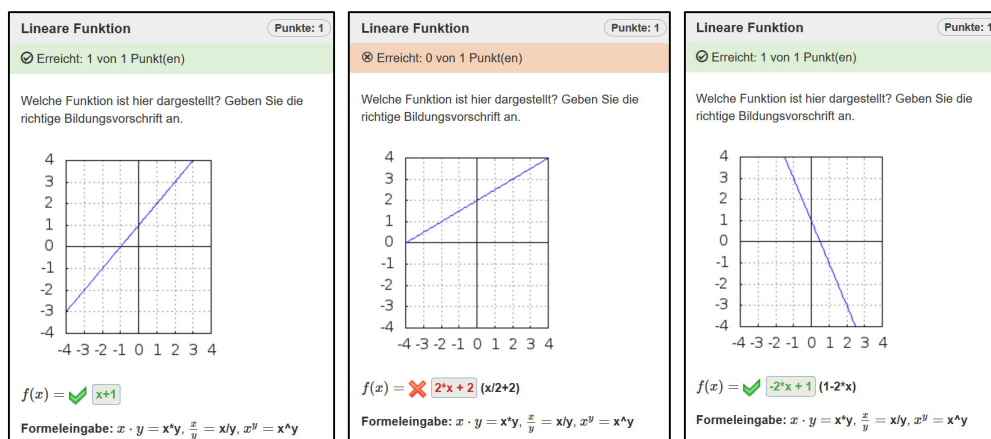 Lineare Funktion Punkte: 1
Erreicht: 1 von 1 Punkt(en)
Welche Funktion ist hier dargestellt? Geben Sie die
richtige Bildungsvorschrift an.
4
3
2
1
0
-1
-2
-3
-4
-4 -3 -2 -1 0 1 2 3 4
f(x) = x+1
Formeleingabe: x · y = x*y, x/y = x/y, x^y = x^y
Lineare Funktion Punkte: 1
Erreicht: 0 von 1 Punkt(en)
Welche Funktion ist hier dargestellt? Geben Sie die
richtige Bildungsvorschrift an.
4
3
2
1
0
-1
-2
-3
-4
-4 -3 -2 -1 0 1 2 3 4
f(x) = 2*x + 2 (x/2+2)
Formeleingabe: x · y = x*y, x/y = x/y, x^y = x^y
Lineare Funktion Punkte: 1
Erreicht: 1 von 1 Punkt(en)
Welche Funktion ist hier dargestellt? Geben Sie die
richtige Bildungsvorschrift an.
4
3
2
1
0
-1
-2
-3
-4
-4 -3 -2 -1 0 1 2 3 4
f(x) = -2*x + 1 (1-2*x)
Formeleingabe: x · y = x*y, x/y = x/y, x^y = x^y